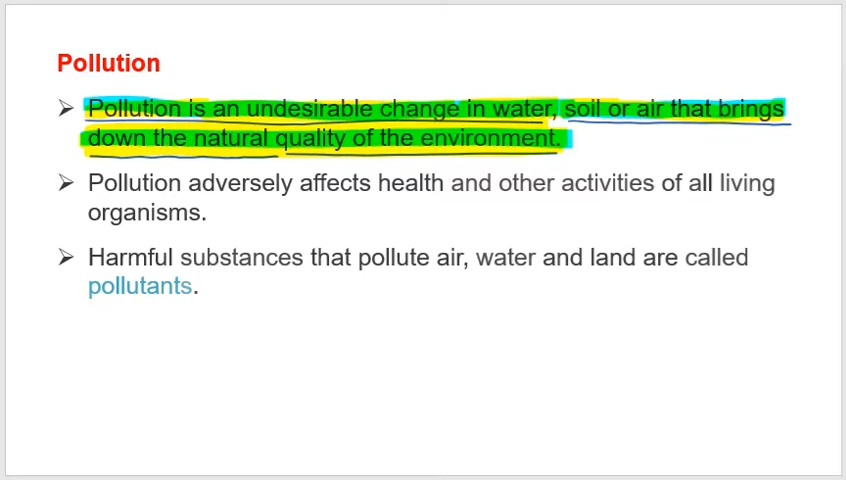 Pollution
➢ Pollution is an undesirable change in water, soil or air that brings
down the natural quality of the environment.
➢ Pollution adversely affects health and other activities of all living
organisms.
➢ Harmful substances that pollute air, water and land are called
pollutants.